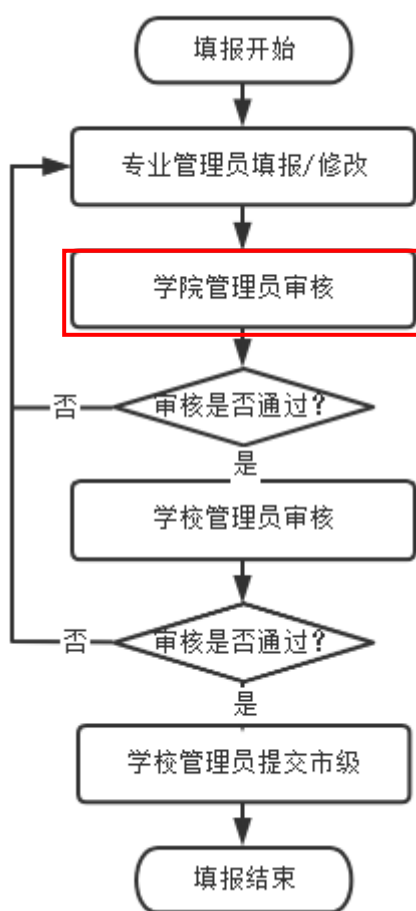 填报开始
专业管理员填报/修改
学院管理员审核
审核是否通过?
否
是
学校管理员审核
审核是否通过?
否
是
学校管理员提交市级
填报结束